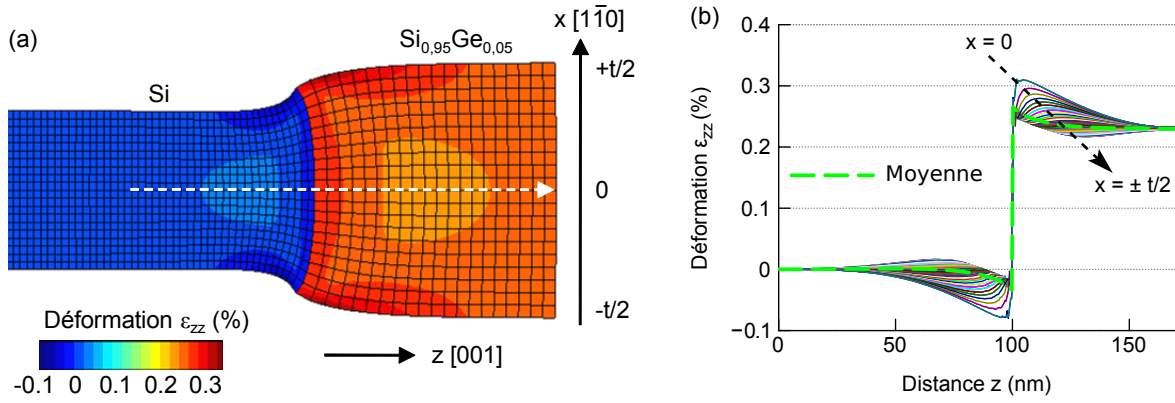 (a)
Si
Si0,95Ge0,05
x [11̄0]
+t/2
0
-t/2
Déformation εzz (%)
-0.1 0 0.1 0.2 0.3
z [001]
(b)
Déformation εzz (%)
0.4
0.3
0.2
0.1
0
−0.1
x = 0
Moyenne
x = ± t/2
0 50 100 150
Distance z (nm)